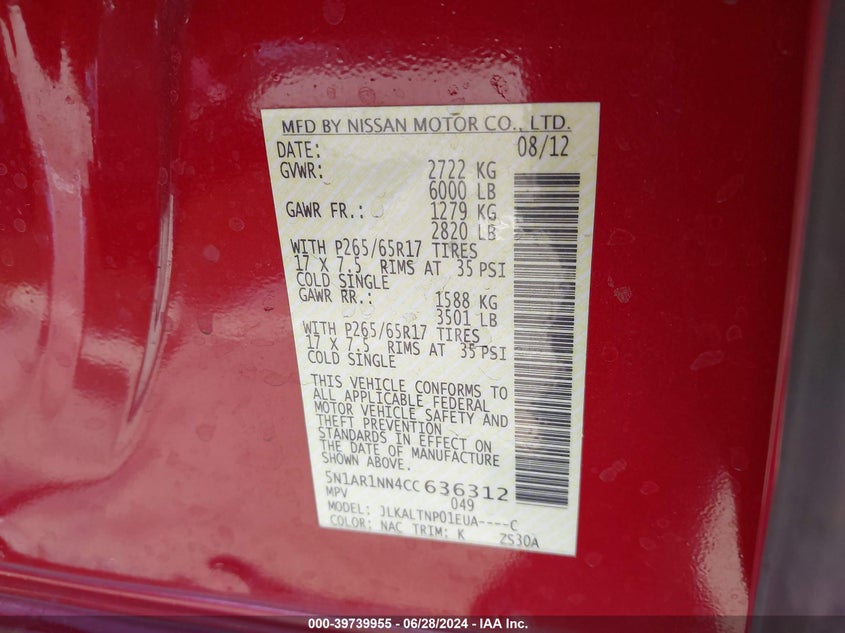 MFD BY NISSAN MOTOR CO., LTD.
DATE: 08/12
GVWR: 2722 KG
6000 LB
GAWR FR.: 1279 KG
2820 LB
WITH P265/65R17 TIRES
17 X 7.5 RIMS AT 35 PSI
COLD SINGLE
GAWR RR.: 1588 KG
3501 LB
WITH P265/65R17 TIRES
17 X 7.5 RIMS AT 35 PSI
COLD SINGLE
THIS VEHICLE CONFORMS TO
ALL APPLICABLE FEDERAL
MOTOR VEHICLE SAFETY AND
THEFT PREVENTION
STANDARDS IN EFFECT ON
THE DATE OF MANUFACTURE
SHOWN ABOVE.
5N1AR1NN4CC636312
MPV 049
MODEL: JLKALTNP01EUA----C
COLOR: NAC TRIM: K ZS30A
000-39739955 - 06/28/2024 - IAA Inc.